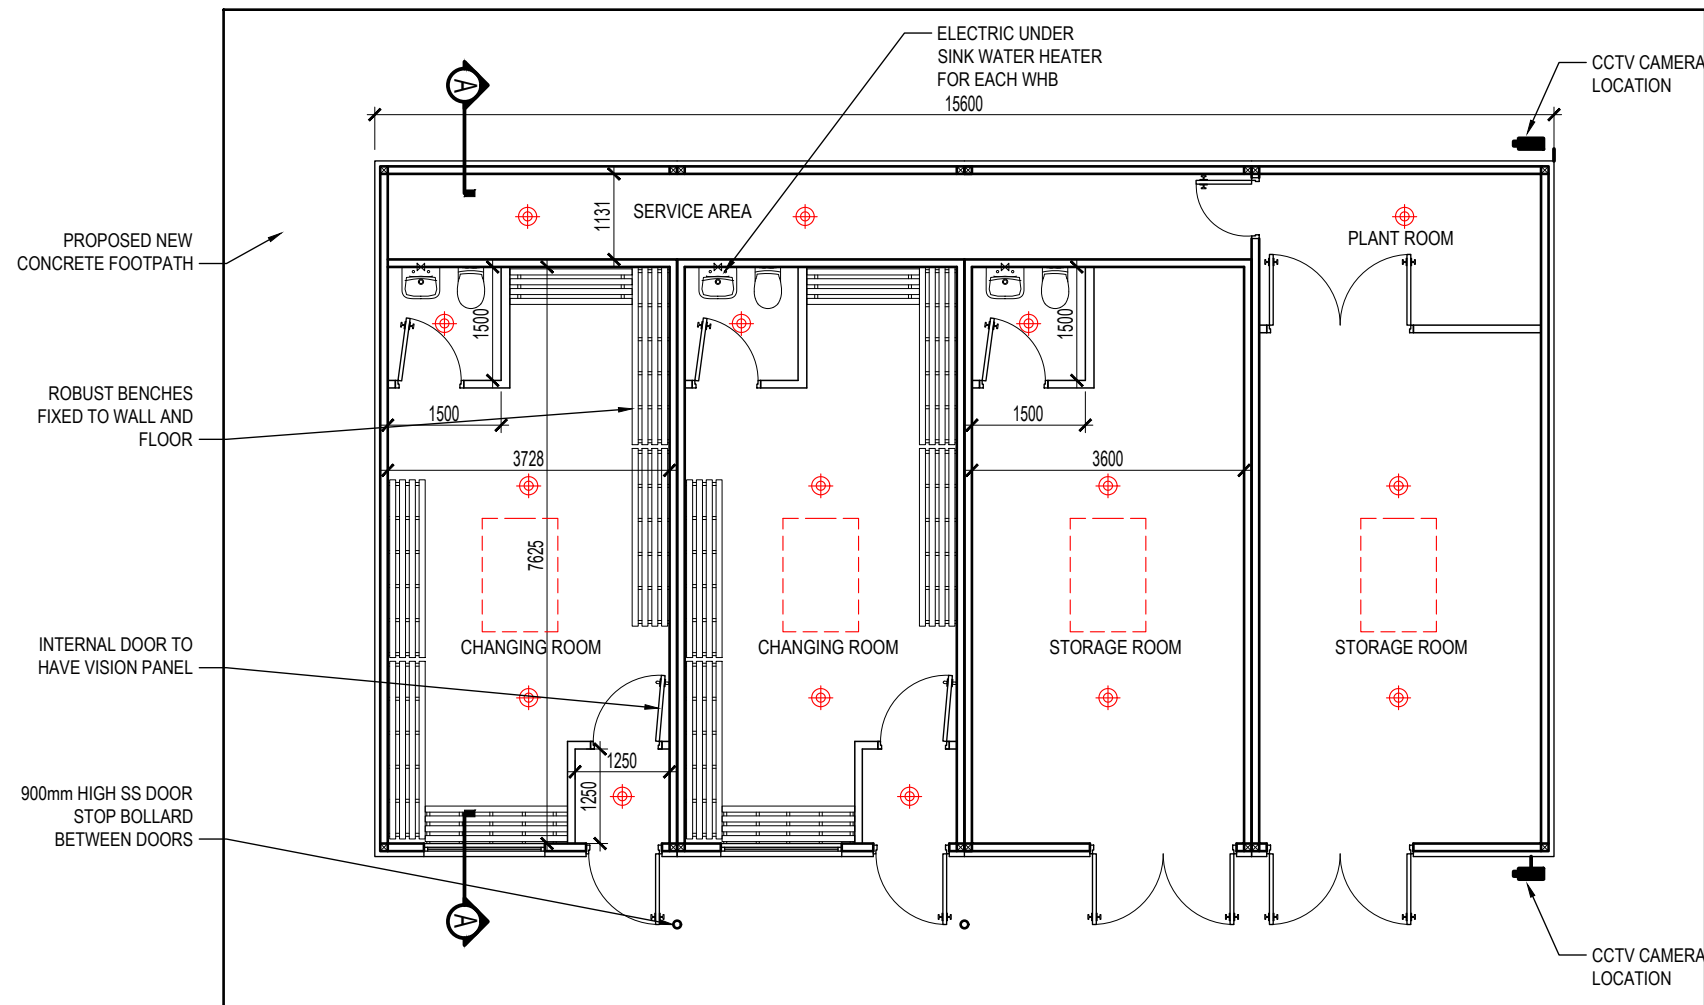 ELECTRIC UNDER
SINK WATER HEATER
FOR EACH WHB
15600
CCTV CAMERA
LOCATION
A
1131
SERVICE AREA
PLANT ROOM
PROPOSED NEW
CONCRETE FOOTPATH
1500
1500
ROBUST BENCHES
FIXED TO WALL AND
FLOOR
1500
1500
3728
3600
7625
INTERNAL DOOR TO
HAVE VISION PANEL
CHANGING ROOM
CHANGING ROOM
STORAGE ROOM
STORAGE ROOM
1250
1250
900mm HIGH SS DOOR
STOP BOLLARD
BETWEEN DOORS
A
CCTV CAMERA
LOCATION